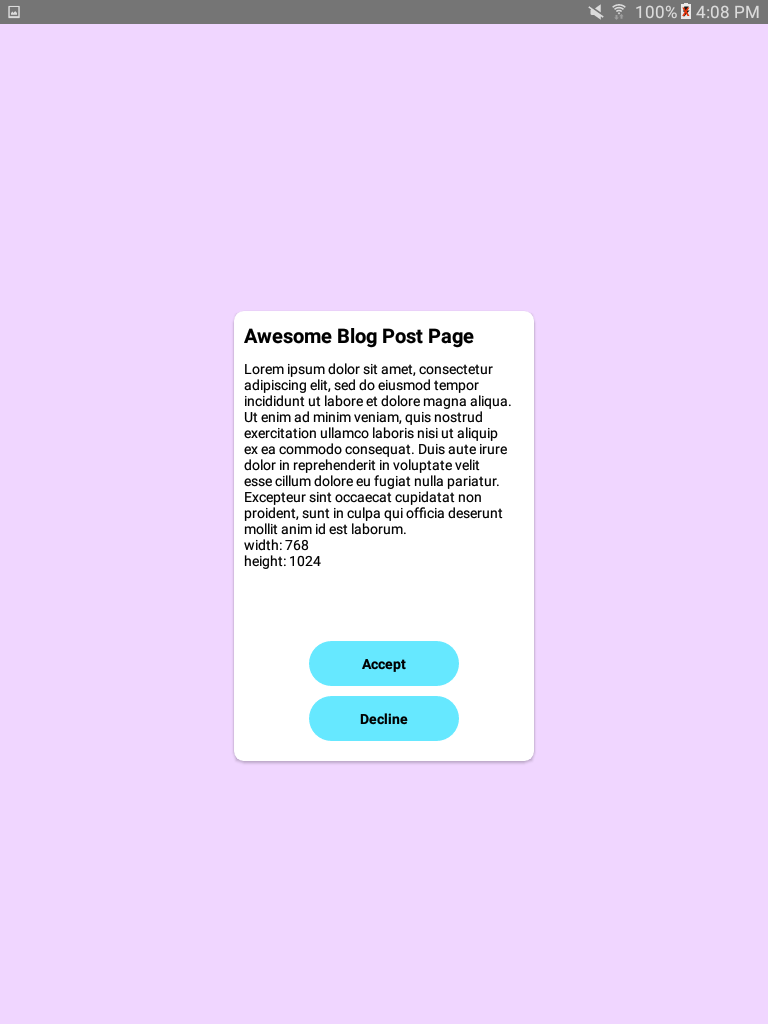 100% 4:08 PM
Awesome Blog Post Page
Lorem ipsum dolor sit amet, consectetur
adipiscing elit, sed do eiusmod tempor
incididunt ut labore et dolore magna aliqua.
Ut enim ad minim veniam, quis nostrud
exercitation ullamco laboris nisi ut aliquip
ex ea commodo consequat. Duis aute irure
dolor in reprehenderit in voluptate velit
esse cillum dolore eu fugiat nulla pariatur.
Excepteur sint occaecat cupidatat non
proident, sunt in culpa qui officia deserunt
mollit anim id est laborum.
width: 768
height: 1024
Accept
Decline